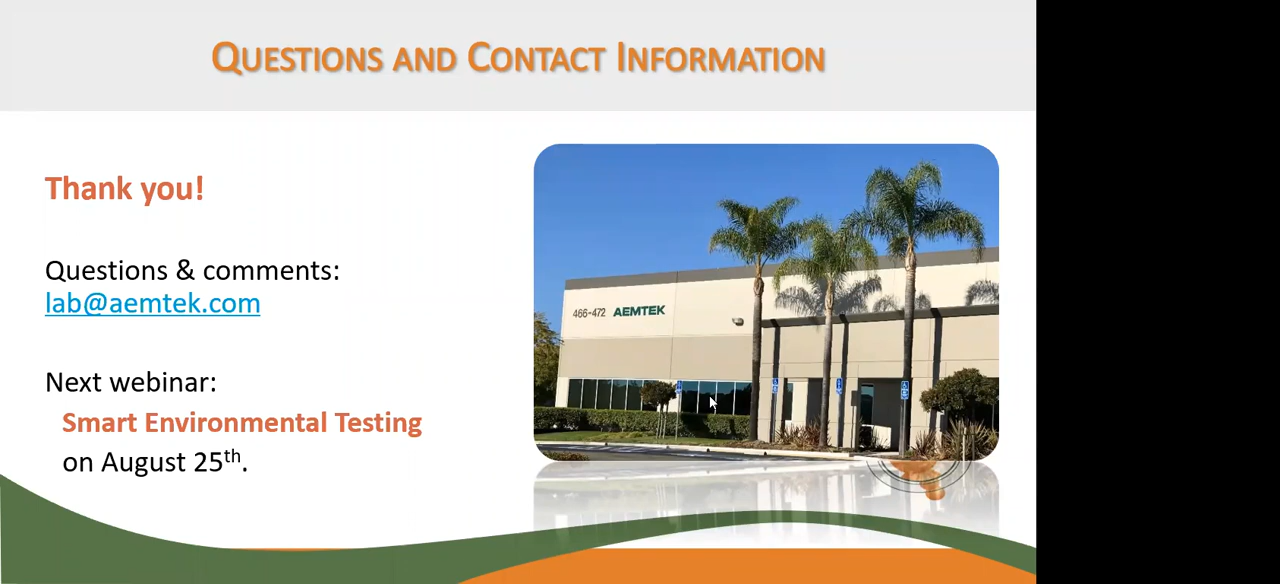 QUESTIONS AND CONTACT INFORMATION
Thank you!
Questions & comments:
lab@aemtek.com
Next webinar:
Smart Environmental Testing
on August 25th.
466-472 AEMTEK